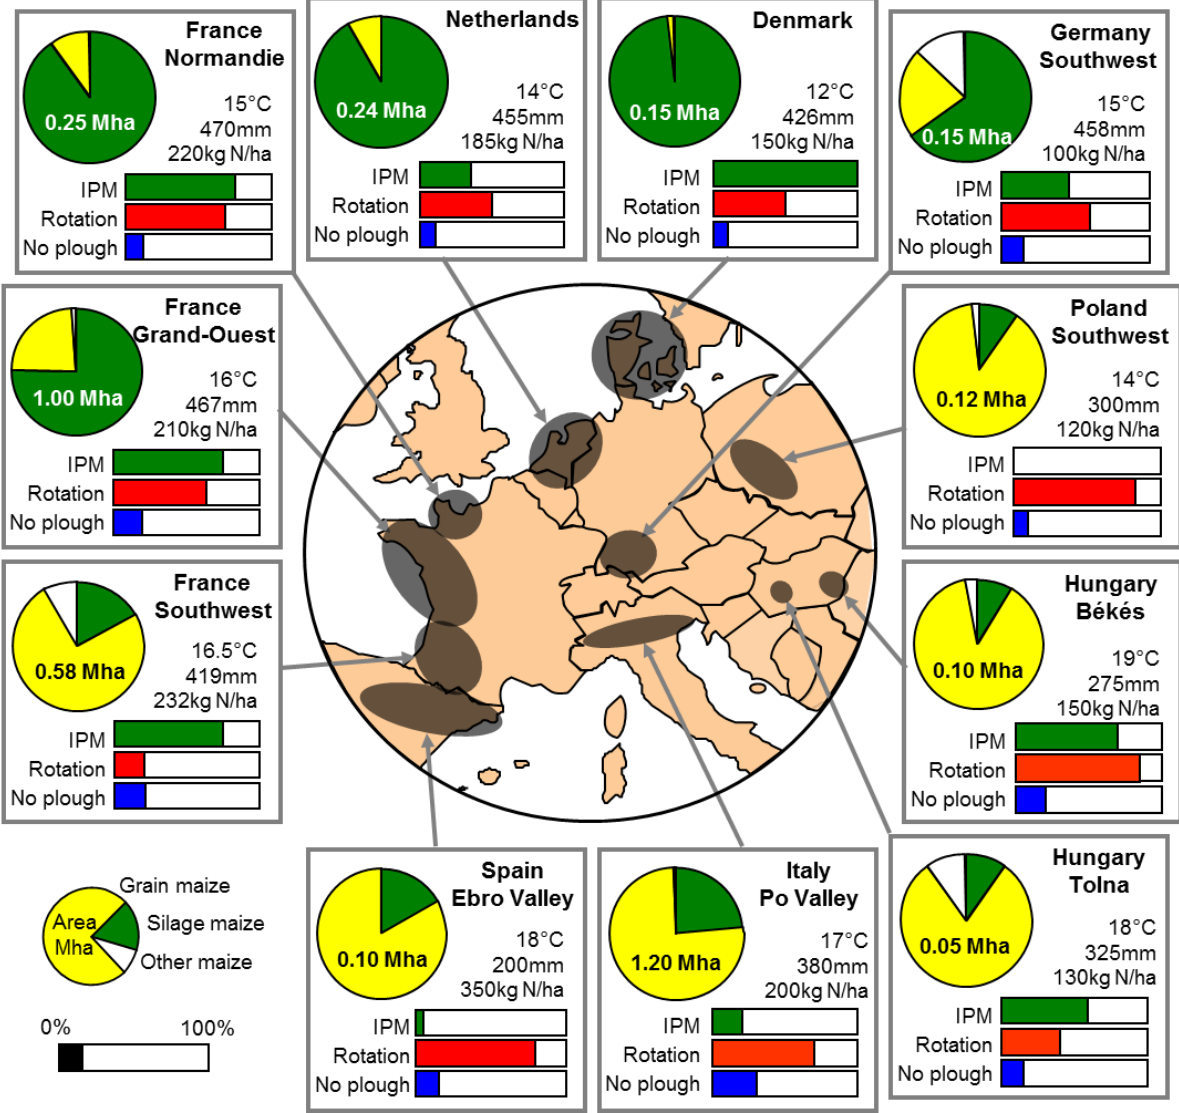 France
Normandie
0.25 Mha
15°C
470mm
220kg N/ha
IPM
Rotation
No plough
Netherlands
0.24 Mha
14°C
455mm
185kg N/ha
IPM
Rotation
No plough
Denmark
0.15 Mha
12°C
426mm
150kg N/ha
IPM
Rotation
No plough
Germany
Southwest
0.15 Mha
15°C
458mm
100kg N/ha
IPM
Rotation
No plough
France
Grand-Ouest
1.00 Mha
16°C
467mm
210kg N/ha
IPM
Rotation
No plough
Poland
Southwest
0.12 Mha
14°C
300mm
120kg N/ha
IPM
Rotation
No plough
France
Southwest
0.58 Mha
16.5°C
419mm
232kg N/ha
IPM
Rotation
No plough
Hungary
Békés
0.10 Mha
19°C
275mm
150kg N/ha
IPM
Rotation
No plough
Grain maize
Area
Mha
Silage maize
Other maize
0% 100%
Spain
Ebro Valley
0.10 Mha
18°C
200mm
350kg N/ha
IPM
Rotation
No plough
Italy
Po Valley
1.20 Mha
17°C
380mm
200kg N/ha
IPM
Rotation
No plough
Hungary
Tolna
0.05 Mha
18°C
325mm
130kg N/ha
IPM
Rotation
No plough